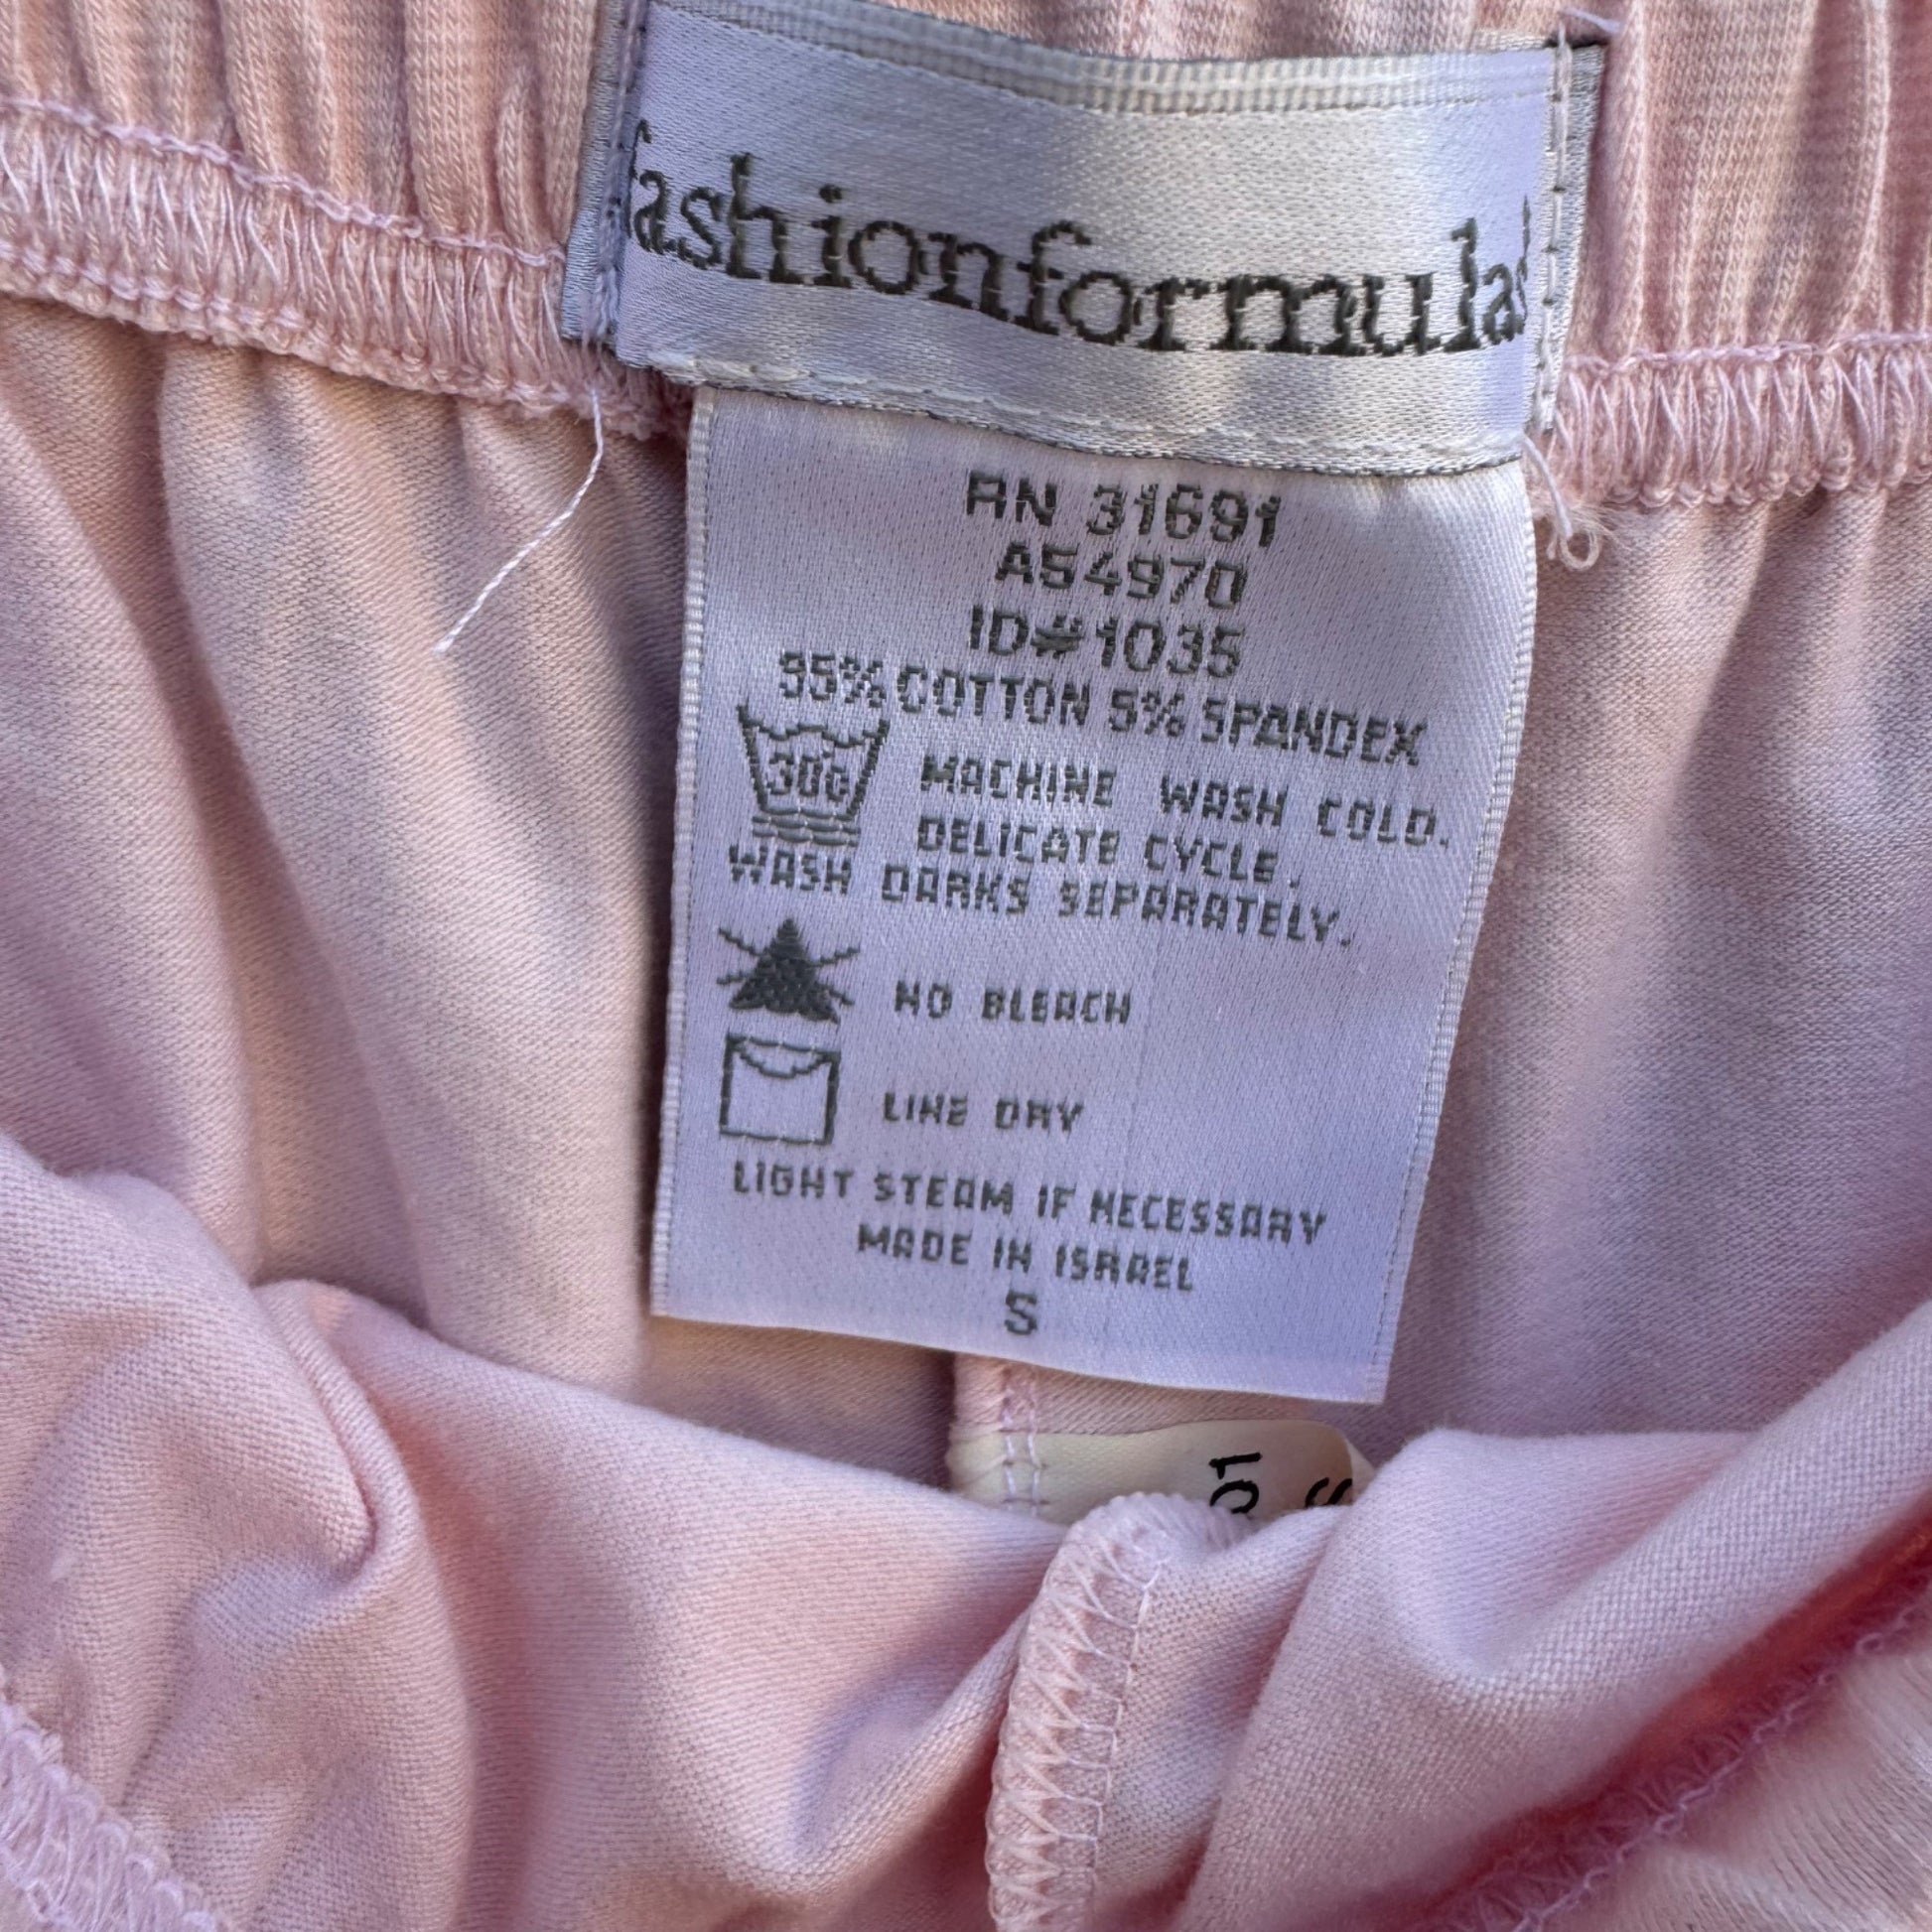 fashionformulas
RN 31691
A54970
ID#1035
95% COTTON 5% SPANDEX
30°c
MACHINE WASH COLD.
DELICATE CYCLE.
WASH DARKS SEPARATELY.
NO BLEACH
LINE DRY
LIGHT STEAM IF NECESSARY
MADE IN ISRAEL
S